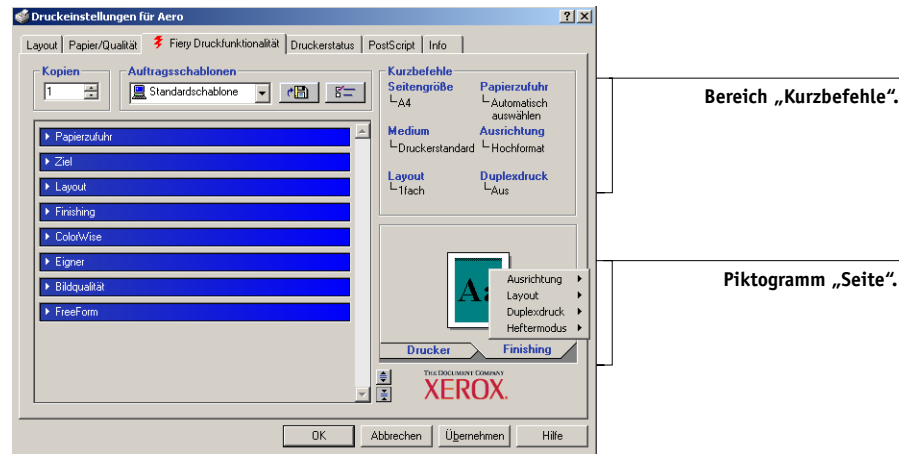 Druckeinstellungen für Aero
Layout Papier/Qualität Fiery Druckfunktionalität Druckerstatus PostScript Info
Kopien
1
Auftragsschablonen
Standardschablone
Papierzufuhr
Ziel
Layout
Finishing
ColorWise
Eigner
Bildqualität
FreeForm
Kurzbefehle
Seitengröße Papierzufuhr
A4 Automatisch
auswählen
Medium Ausrichtung
Druckerstandard Hochformat
Layout Duplexdruck
1fach Aus
Aa
Ausrichtung
Layout
Duplexdruck
Heftermodus
Drucker Finishing
THE DOCUMENT COMPANY
XEROX.
OK Abbrechen Übernehmen Hilfe
Bereich „Kurzbefehle“.
Piktogramm „Seite“.